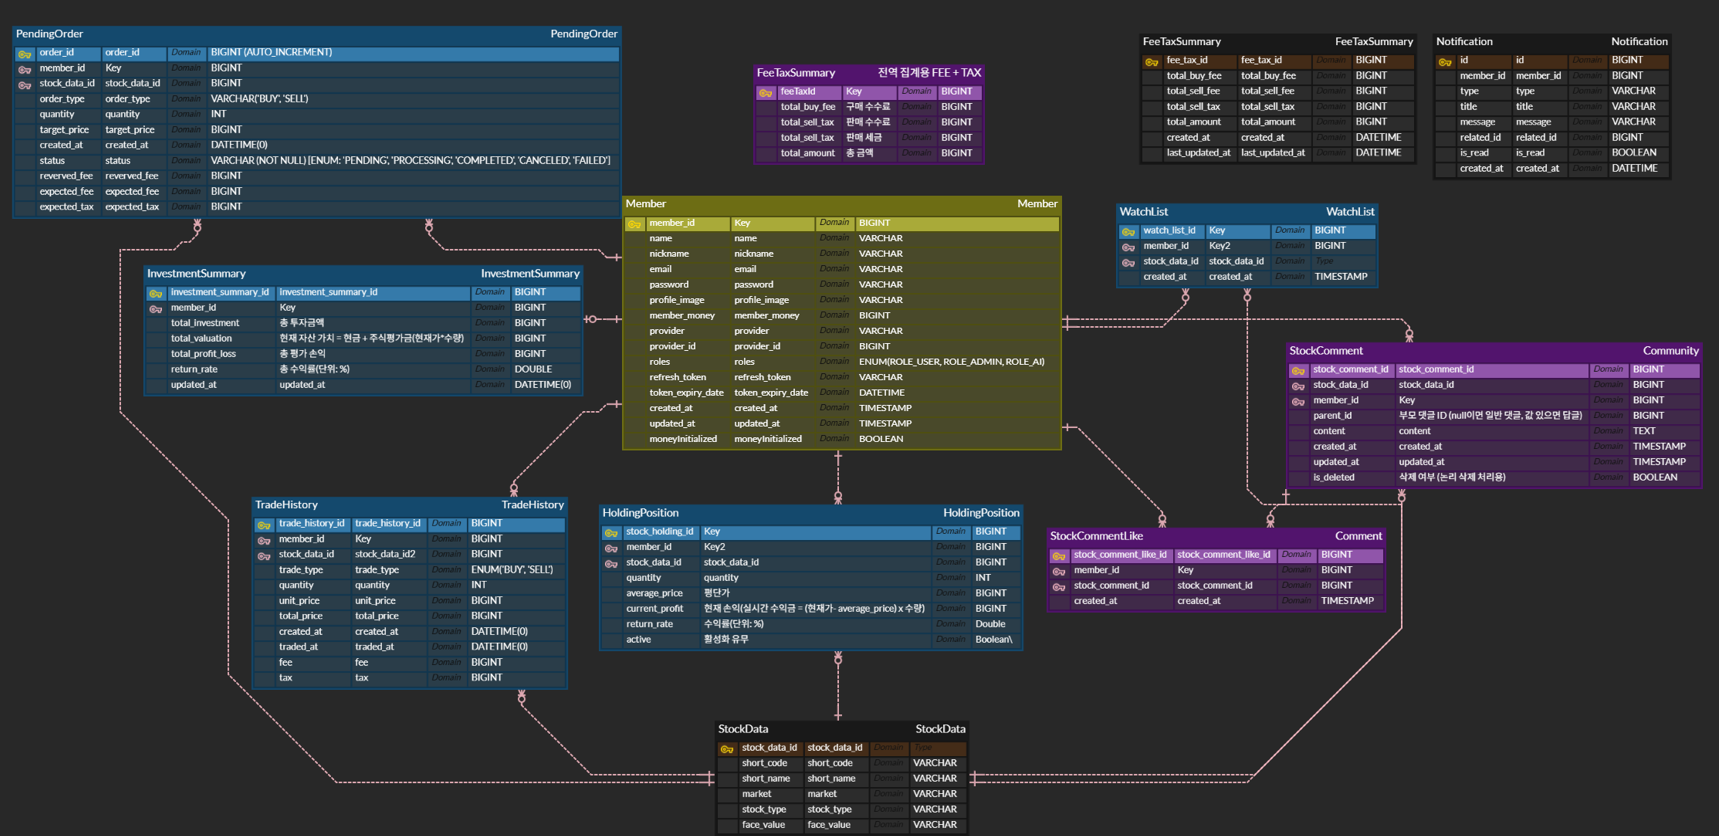 PendingOrder PendingOrder
order_id order_id Domain BIGINT (AUTO_INCREMENT)
member_id Key Domain BIGINT
stock_data_id stock_data_id Domain BIGINT
order_type order_type Domain VARCHAR('BUY', 'SELL')
quantity quantity Domain INT
target_price target_price Domain BIGINT
created_at created_at Domain DATETIME(0)
status status Domain VARCHAR (NOT NULL) [ENUM: 'PENDING', 'PROCESSING', 'COMPLETED', 'CANCELED', 'FAILED']
reverved_fee reverved_fee Domain BIGINT
expected_fee expected_fee Domain BIGINT
expected_tax expected_tax Domain BIGINT
FeeTaxSummary 전역 집계용 FEE + TAX
feeTaxId Key Domain BIGINT
total_buy_fee 구매 수수료 Domain BIGINT
total_sell_tax 판매 수수료 Domain BIGINT
total_sell_tax 판매 세금 Domain BIGINT
total_amount 총 금액 Domain BIGINT
FeeTaxSummary FeeTaxSummary
fee_tax_id fee_tax_id Domain BIGINT
total_buy_fee total_buy_fee Domain BIGINT
total_sell_fee total_sell_fee Domain BIGINT
total_sell_tax total_sell_tax Domain BIGINT
total_amount total_amount Domain BIGINT
created_at created_at Domain DATETIME
last_updated_at last_updated_at Domain DATETIME
Notification Notification
id id Domain BIGINT
member_id member_id Domain BIGINT
type type Domain VARCHAR
title title Domain VARCHAR
message message Domain VARCHAR
related_id related_id Domain BIGINT
is_read is_read Domain BOOLEAN
created_at created_at Domain DATETIME
Member Member
member_id Key Domain BIGINT
name name Domain VARCHAR
nickname nickname Domain VARCHAR
email email Domain VARCHAR
password password Domain VARCHAR
profile_image profile_image Domain VARCHAR
member_money member_money Domain BIGINT
provider provider Domain VARCHAR
provider_id provider_id Domain BIGINT
roles roles Domain ENUM(ROLE_USER, ROLE_ADMIN, ROLE_AI)
refresh_token refresh_token Domain VARCHAR
token_expiry_date token_expiry_date Domain DATETIME
created_at created_at Domain TIMESTAMP
updated_at updated_at Domain TIMESTAMP
moneyInitialized moneyInitialized Domain BOOLEAN
WatchList WatchList
watch_list_id Key Domain BIGINT
member_id Key2 Domain BIGINT
stock_data_id stock_data_id Domain Type
created_at created_at Domain TIMESTAMP
InvestmentSummary InvestmentSummary
investment_summary_id investment_summary_id Domain BIGINT
member_id Key Domain BIGINT
total_investment 총 투자금액 Domain BIGINT
total_valuation 현재 자산 가치 = 현금 + 주식평가금(현재가*수량) Domain BIGINT
total_profit_loss 총 평가 손익 Domain BIGINT
return_rate 총 수익률(단위: %) Domain DOUBLE
updated_at updated_at Domain DATETIME(0)
StockComment Community
stock_comment_id stock_comment_id Domain BIGINT
stock_data_id stock_data_id Domain BIGINT
member_id Key Domain BIGINT
parent_id 부모 댓글 ID (null이면 일반 댓글, 값 있으면 답글) Domain BIGINT
content content Domain TEXT
created_at created_at Domain TIMESTAMP
updated_at updated_at Domain TIMESTAMP
is_deleted 삭제 여부 (논리 삭제 처리용) Domain BOOLEAN
TradeHistory TradeHistory
trade_history_id trade_history_id Domain BIGINT
member_id Key Domain BIGINT
stock_data_id stock_data_id2 Domain BIGINT
trade_type trade_type Domain ENUM('BUY', 'SELL')
quantity quantity Domain INT
unit_price unit_price Domain BIGINT
total_price total_price Domain BIGINT
created_at created_at Domain DATETIME(0)
traded_at traded_at Domain DATETIME(0)
fee fee Domain BIGINT
tax tax Domain BIGINT
HoldingPosition HoldingPosition
stock_holding_id Key Domain BIGINT
member_id Key2 Domain BIGINT
stock_data_id stock_data_id Domain BIGINT
quantity quantity Domain INT
average_price 평단가 Domain BIGINT
current_profit 현재 손익(실시간 수익금 = (현재가- average_price) x 수량) Domain BIGINT
return_rate 수익률(단위: %) Domain Double
active 활성화 유무 Domain Boolean\
StockCommentLike Comment
stock_comment_like_id stock_comment_like_id Domain BIGINT
member_id Key Domain BIGINT
stock_comment_id stock_comment_id Domain BIGINT
created_at created_at Domain TIMESTAMP
StockData StockData
stock_data_id stock_data_id Domain Type
short_code short_code Domain VARCHAR
short_name short_name Domain VARCHAR
market market Domain VARCHAR
stock_type stock_type Domain VARCHAR
face_value face_value Domain VARCHAR